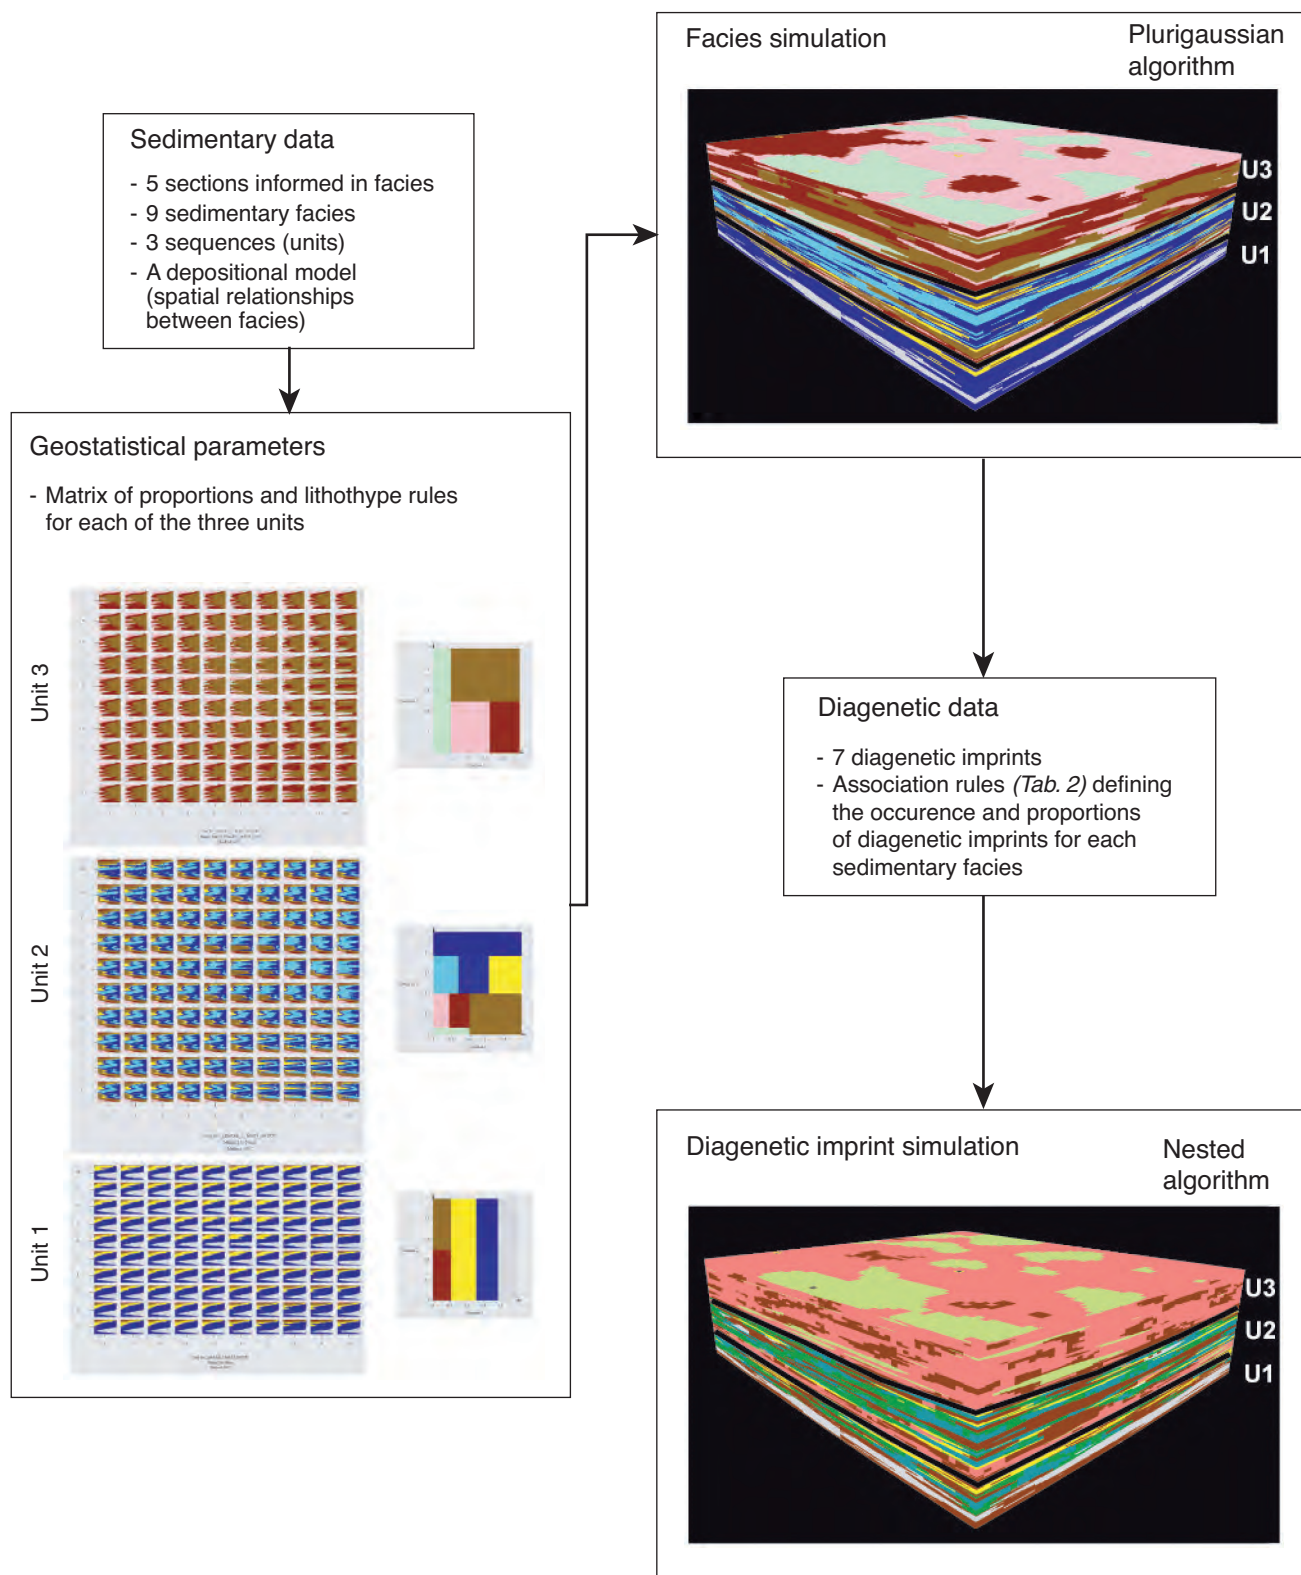 Sedimentary data
- 5 sections informed in facies
- 9 sedimentary facies
- 3 sequences (units)
- A depositional model
(spatial relationships
between facies)
Geostatistical parameters
- Matrix of proportions and lithothype rules
for each of the three units
Unit 3
Unit 2
Unit 1
Facies simulation
Plurigaussian
algorithm
U3
U2
U1
Diagenetic data
- 7 diagenetic imprints
- Association rules (Tab. 2) defining
the occurence and proportions
of diagenetic imprints for each
sedimentary facies
Diagenetic imprint simulation
Nested
algorithm
U3
U2
U1